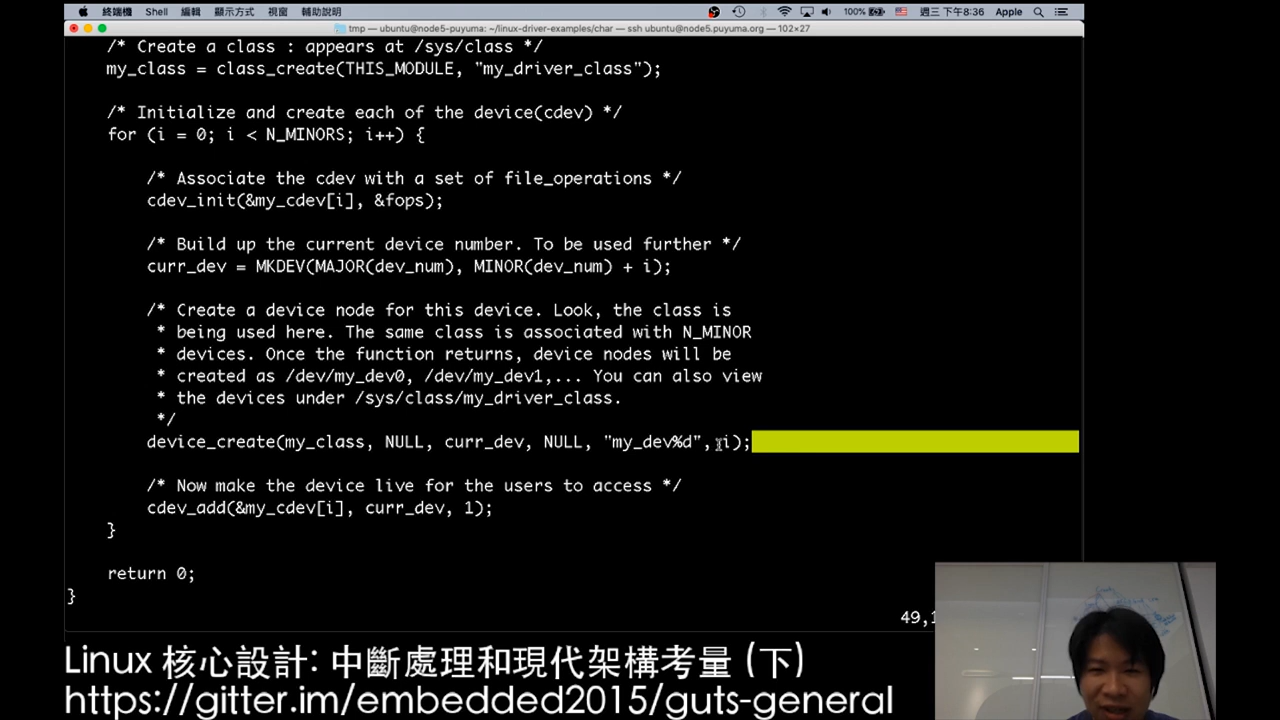 終端機 Shell 編輯 顯示方式 視窗 輔助說明 100% 週三 下午8:36 Apple
tmp — ubuntu@node5-puyuma: ~/linux-driver-examples/char — ssh ubuntu@node5.puyuma.org — 102×27
/* Create a class : appears at /sys/class */
my_class = class_create(THIS_MODULE, "my_driver_class");
/* Initialize and create each of the device(cdev) */
for (i = 0; i < N_MINORS; i++) {
/* Associate the cdev with a set of file_operations */
cdev_init(&my_cdev[i], &fops);
/* Build up the current device number. To be used further */
curr_dev = MKDEV(MAJOR(dev_num), MINOR(dev_num) + i);
/* Create a device node for this device. Look, the class is
* being used here. The same class is associated with N_MINOR
* devices. Once the function returns, device nodes will be
* created as /dev/my_dev0, /dev/my_dev1,... You can also view
* the devices under /sys/class/my_driver_class.
*/
device_create(my_class, NULL, curr_dev, NULL, "my_dev%d", i);
/* Now make the device live for the users to access */
cdev_add(&my_cdev[i], curr_dev, 1);
}
return 0;
}
49,1
Linux 核心設計: 中斷處理和現代架構考量 (下)
https://gitter.im/embedded2015/guts-general